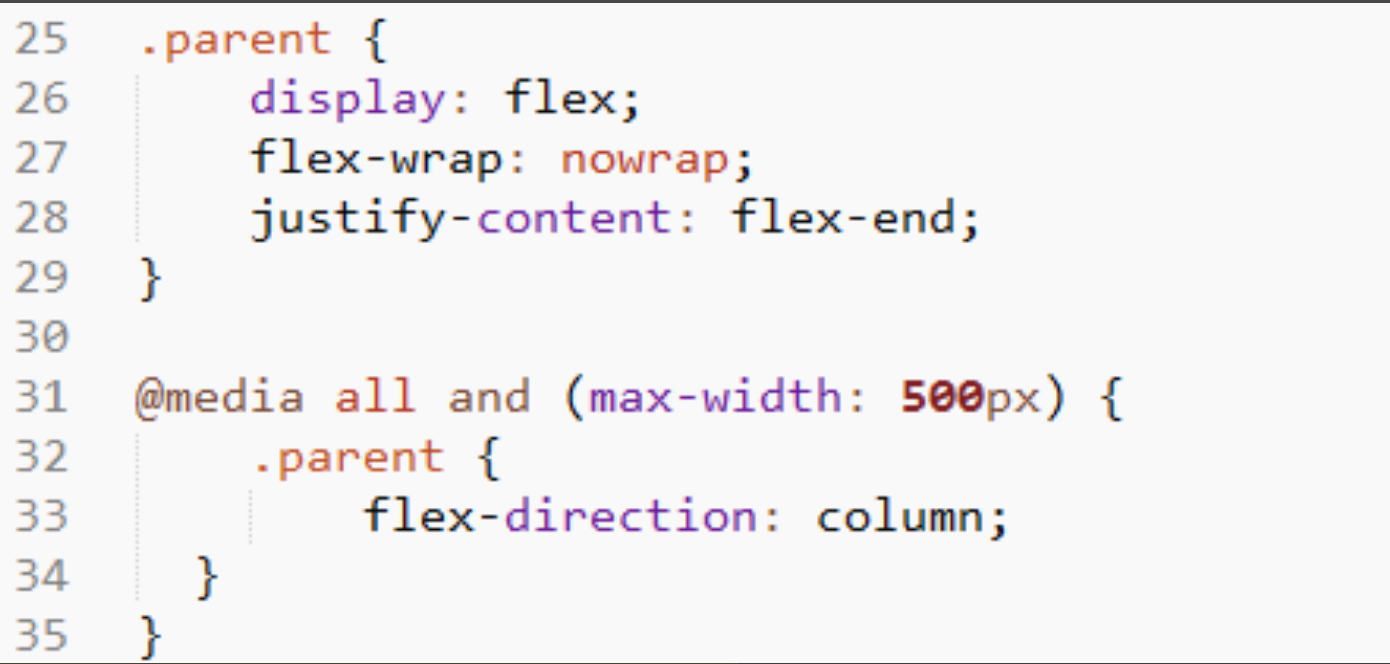 25 .parent {
26 display: flex;
27 flex-wrap: nowrap;
28 justify-content: flex-end;
29 }
30
31 @media all and (max-width: 500px) {
32 .parent {
33 flex-direction: column;
34 }
35 }